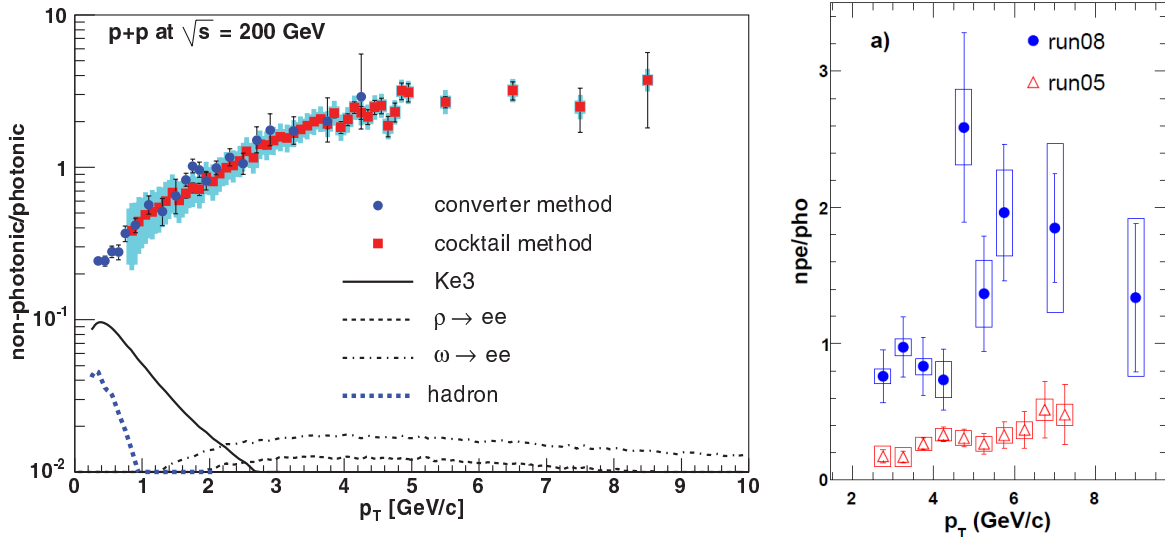 p+p at √s = 200 GeV
non-photonic/photonic
10
1
10⁻¹
10⁻²
converter method
cocktail method
Ke3
ρ → ee
ω → ee
hadron
0 1 2 3 4 5 6 7 8 9 10
p_T [GeV/c]
a)
run08
run05
npe/pho
3
2
1
0
2 4 6 8
p_T (GeV/c)